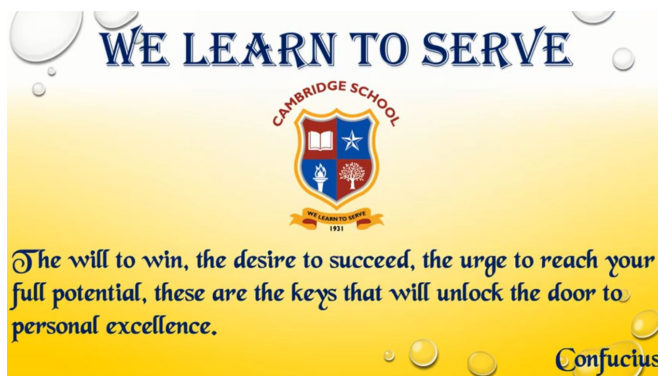 WE LEARN TO SERVE
CAMBRIDGE SCHOOL
WE LEARN TO SERVE
1931
The will to win, the desire to succeed, the urge to reach your
full potential, these are the keys that will unlock the door to
personal excellence.
Confucius